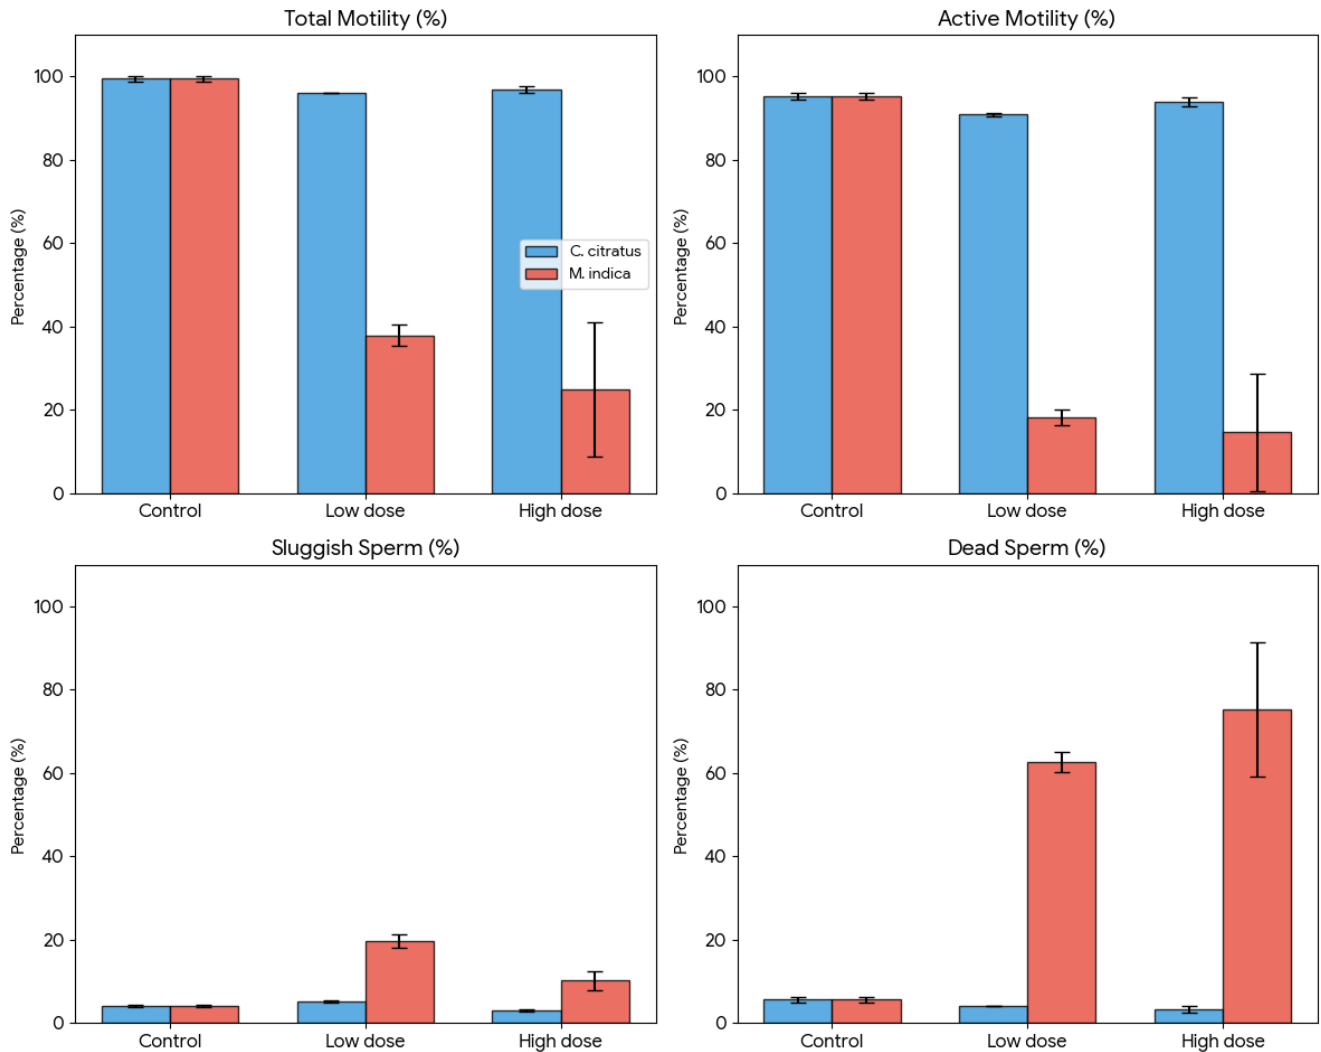 Total Motility (%)
Percentage (%)
100
80
60
40
20
0
Control
Low dose
High dose
C. citratus
M. indica
Active Motility (%)
Percentage (%)
100
80
60
40
20
0
Control
Low dose
High dose
Sluggish Sperm (%)
Percentage (%)
100
80
60
40
20
0
Control
Low dose
High dose
Dead Sperm (%)
Percentage (%)
100
80
60
40
20
0
Control
Low dose
High dose